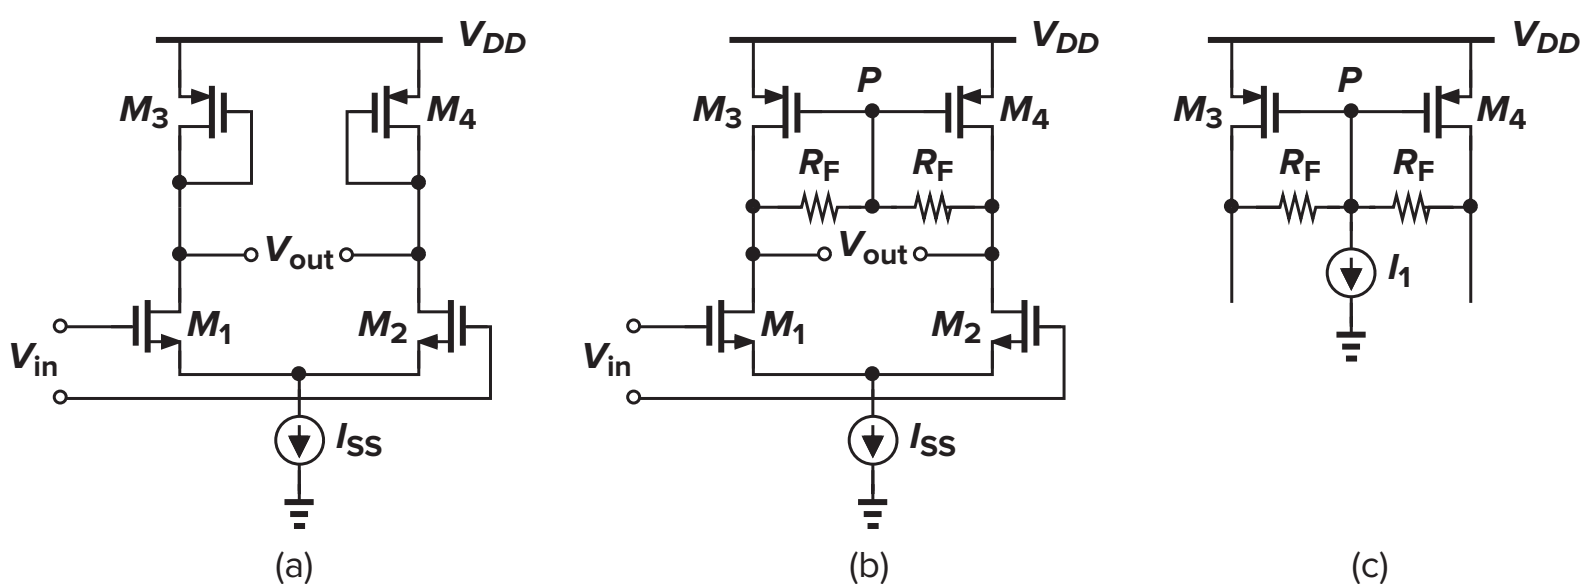 V_DD
M_3
M_4
V_out
M_1
M_2
V_in
I_SS
(a)
V_DD
P
M_3
M_4
R_F
R_F
V_out
M_1
M_2
V_in
I_SS
(b)
V_DD
P
M_3
M_4
R_F
R_F
I_1
(c)